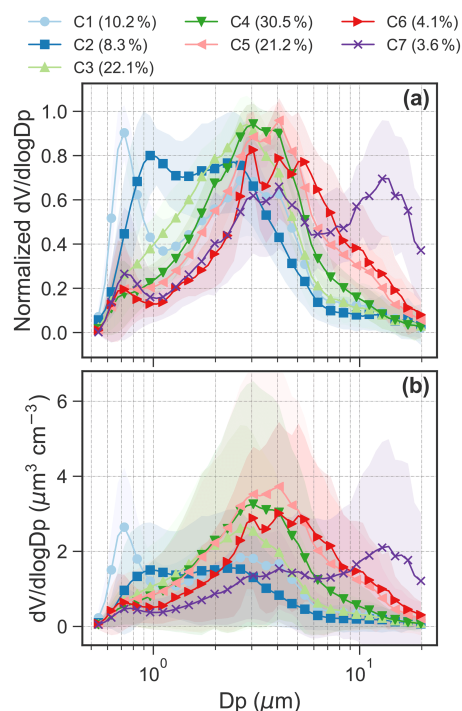 C1 (10.2 %) C4 (30.5 %) C6 (4.1%)
C2 (8.3 %) C5 (21.2 %) C7 (3.6 %)
C3 (22.1%)
(a)
1.0
0.8
0.6
0.4
0.2
0.0
Normalized dV/dlogDp
(b)
6
4
2
0
dV/dlogDp (μm³ cm⁻³)
10⁰ 10¹
Dp (μm)